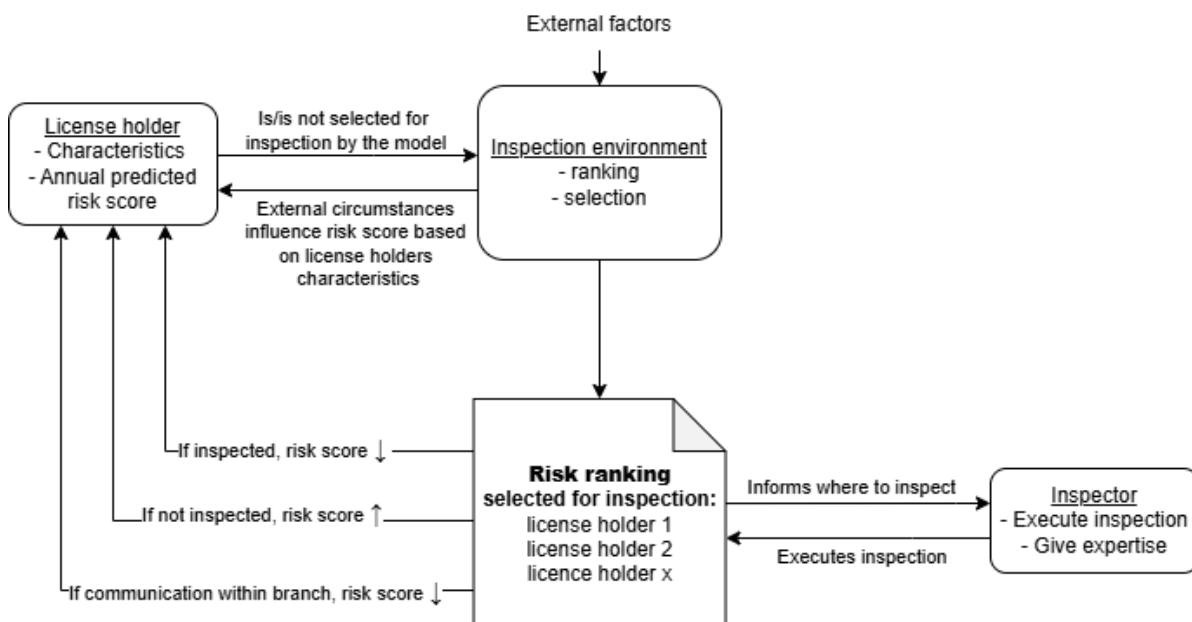 External factors
License holder
- Characteristics
- Annual predicted
risk score
Is/is not selected for
inspection by the model
External circumstances
influence risk score based
on license holders
characteristics
Inspection environment
- ranking
- selection
If inspected, risk score ↓
If not inspected, risk score ↑
If communication within branch, risk score ↓
Risk ranking
selected for inspection:
license holder 1
license holder 2
licence holder x
Informs where to inspect
Executes inspection
Inspector
- Execute inspection
- Give expertise